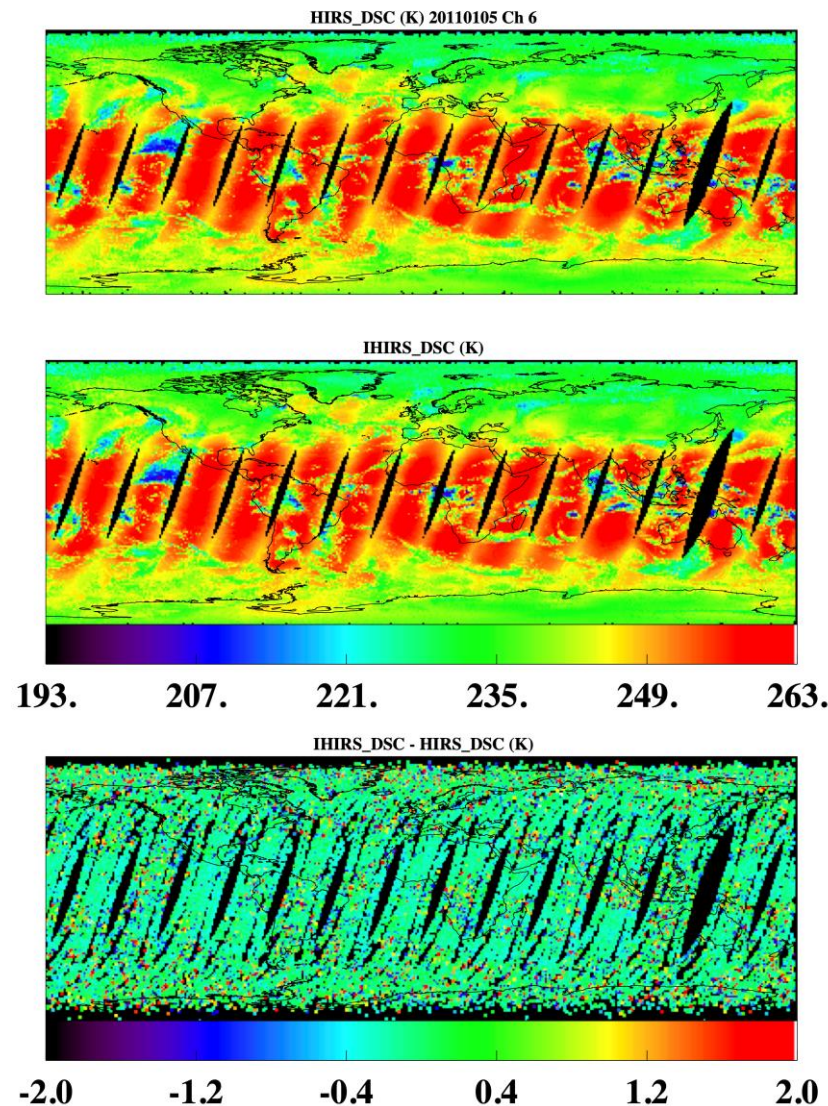 HIRS_DSC (K) 20110105 Ch 6
IHIRS_DSC (K)
193. 207. 221. 235. 249. 263.
IHIRS_DSC - HIRS_DSC (K)
-2.0 -1.2 -0.4 0.4 1.2 2.0